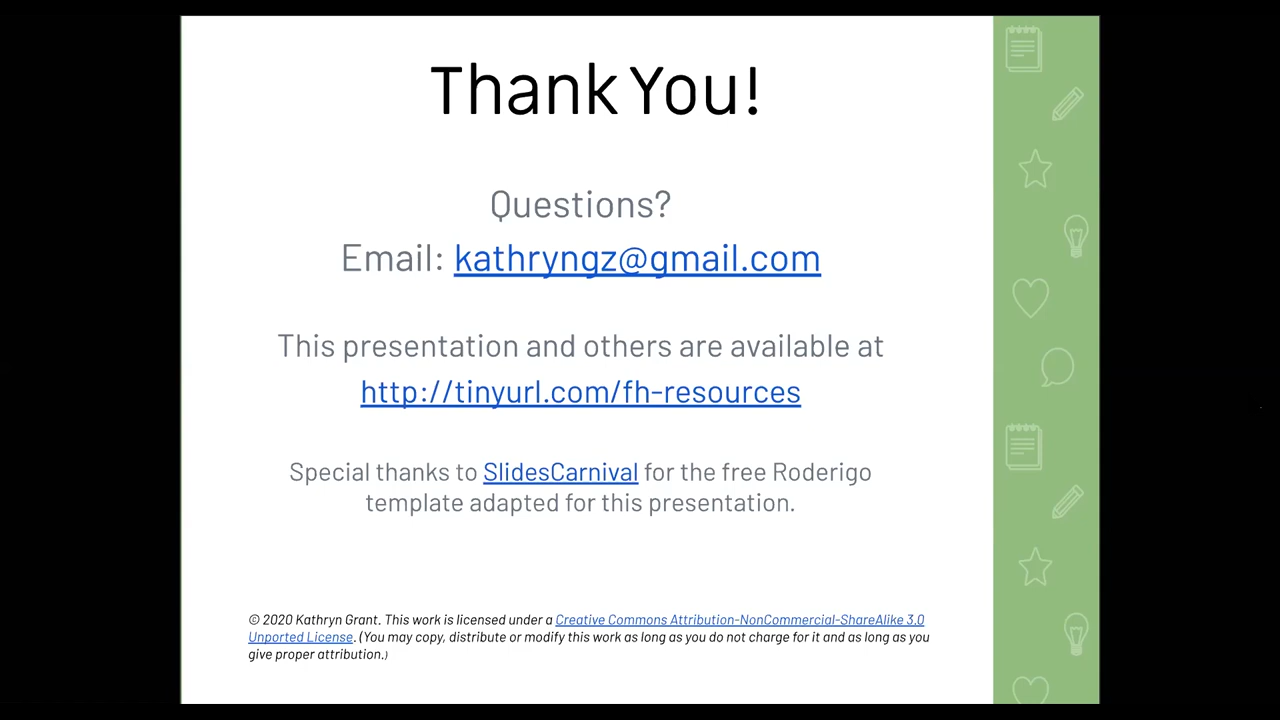 Thank You!
Questions?
Email: kathryngz@gmail.com
This presentation and others are available at
http://tinyurl.com/fh-resources
Special thanks to SlidesCarnival for the free Roderigo
template adapted for this presentation.
© 2020 Kathryn Grant. This work is licensed under a Creative Commons Attribution-NonCommercial-ShareAlike 3.0
Unported License. (You may copy, distribute or modify this work as long as you do not charge for it and as long as you
give proper attribution.)